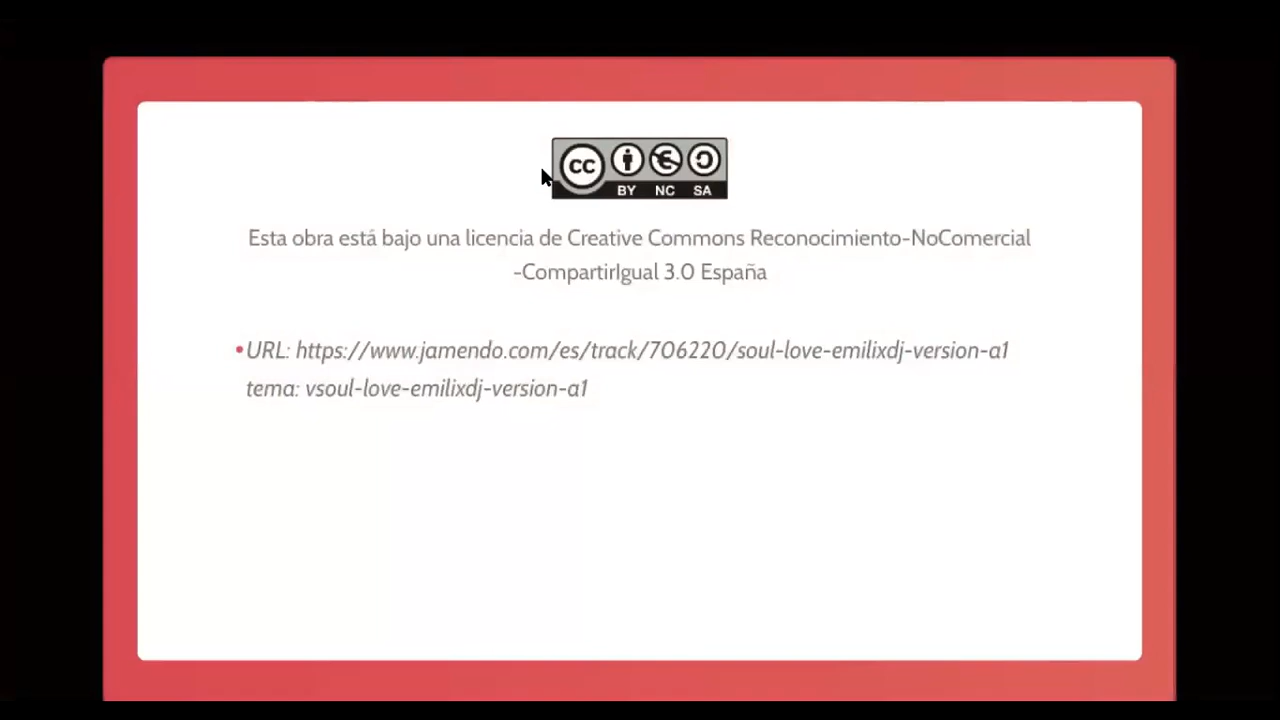 CC BY NC SA
Esta obra está bajo una licencia de Creative Commons Reconocimiento-NoComercial
-CompartirIgual 3.0 España
•URL: https://www.jamendo.com/es/track/706220/soul-love-emilixdj-version-a1
tema: vsoul-love-emilixdj-version-a1